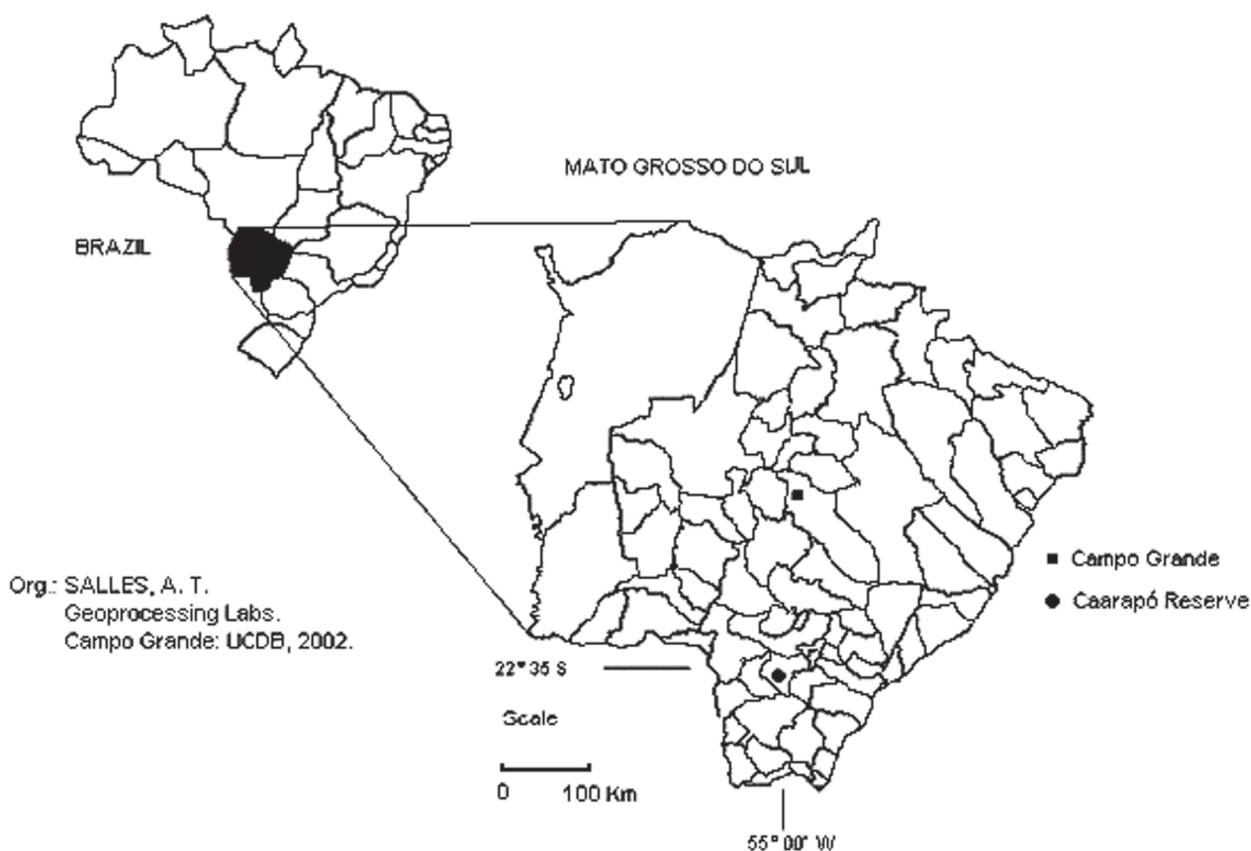 MATO GROSSO DO SUL
BRAZIL
Campo Grande
Caarapó Reserve
Org.: SALLES, A. T.
Geoprocessing Labs.
Campo Grande: UCDB, 2002.
22° 35 S
Scale
0 100 Km
55° 00' W